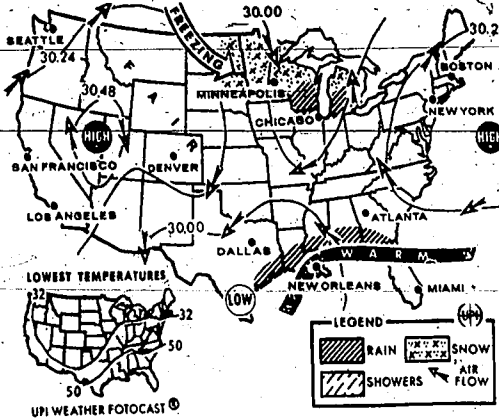 30.00
30.2
FREEZING
SEATTLE
30.24
FAIR
BOSTON
30.48
MINNEAPOLIS
NEW YORK
CHICAGO
HIGH
HIGH
SAN FRANCISCO
DENVER
LOS ANGELES
ATLANTA
30.00
DALLAS
WARM
LOWEST TEMPERATURES
NEW ORLEANS
MIAMI
LOW
32
32
50
50
UPI
LEGEND
RAIN
SNOW
SHOWERS
AIR
FLOW
UPI WEATHER FOTOCAST ©